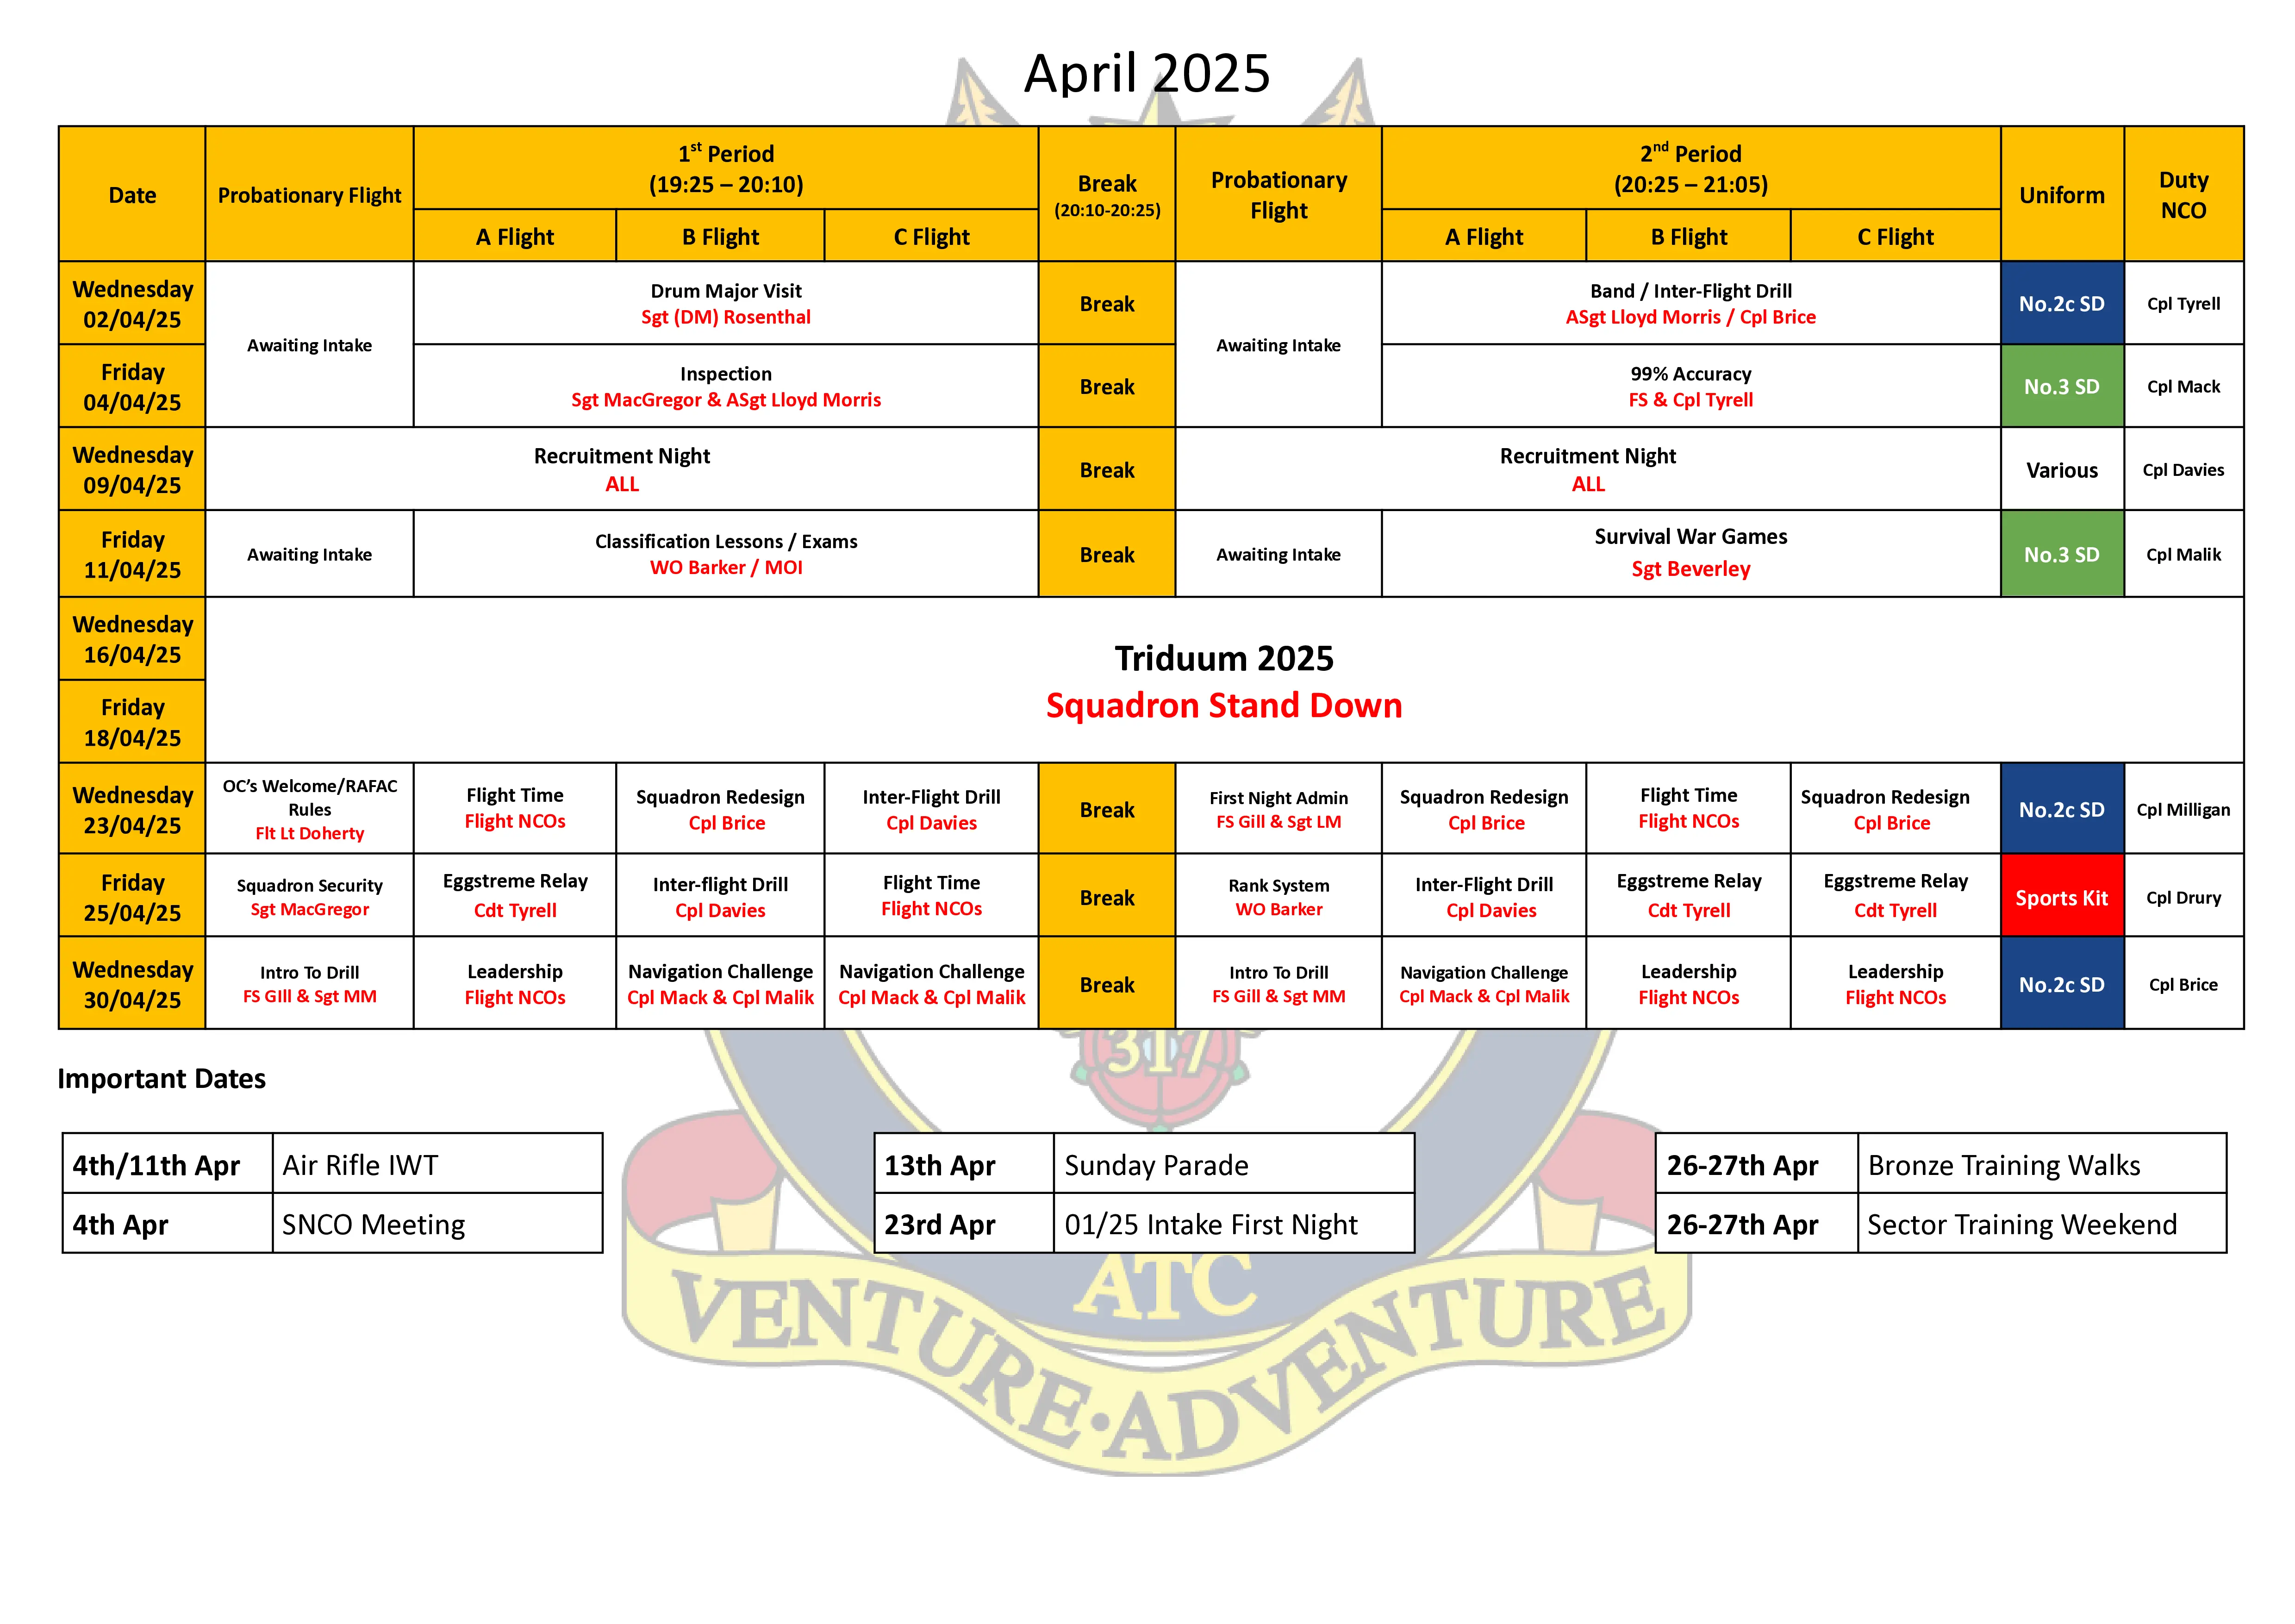 April 2025
Date
Probationary Flight
1st Period
(19:25 – 20:10)
Break
(20:10-20:25)
Probationary
Flight
2nd Period
(20:25 – 21:05)
Uniform
Duty
NCO
A Flight
B Flight
C Flight
A Flight
B Flight
C Flight
Wednesday
02/04/25
Awaiting Intake
Drum Major Visit
Sgt (DM) Rosenthal
Break
Awaiting Intake
Band / Inter-Flight Drill
ASgt Lloyd Morris / Cpl Brice
No.2c SD
Cpl Tyrell
Friday
04/04/25
Inspection
Sgt MacGregor & ASgt Lloyd Morris
Break
99% Accuracy
FS & Cpl Tyrell
No.3 SD
Cpl Mack
Wednesday
09/04/25
Recruitment Night
ALL
Break
Recruitment Night
ALL
Various
Cpl Davies
Friday
11/04/25
Awaiting Intake
Classification Lessons / Exams
WO Barker / MOI
Break
Awaiting Intake
Survival War Games
Sgt Beverley
No.3 SD
Cpl Malik
Wednesday
16/04/25
Triduum 2025
Squadron Stand Down
Friday
18/04/25
Wednesday
23/04/25
OC’s Welcome/RAFAC
Rules
Flt Lt Doherty
Flight Time
Flight NCOs
Squadron Redesign
Cpl Brice
Inter-Flight Drill
Cpl Davies
Break
First Night Admin
FS Gill & Sgt LM
Squadron Redesign
Cpl Brice
Flight Time
Flight NCOs
Squadron Redesign
Cpl Brice
No.2c SD
Cpl Milligan
Friday
25/04/25
Squadron Security
Sgt MacGregor
Eggstreme Relay
Cdt Tyrell
Inter-flight Drill
Cpl Davies
Flight Time
Flight NCOs
Break
Rank System
WO Barker
Inter-Flight Drill
Cpl Davies
Eggstreme Relay
Cdt Tyrell
Eggstreme Relay
Cdt Tyrell
Sports Kit
Cpl Drury
Wednesday
30/04/25
Intro To Drill
FS GIll & Sgt MM
Leadership
Flight NCOs
Navigation Challenge
Cpl Mack & Cpl Malik
Navigation Challenge
Cpl Mack & Cpl Malik
Break
Intro To Drill
FS Gill & Sgt MM
Navigation Challenge
Cpl Mack & Cpl Malik
Leadership
Flight NCOs
Leadership
Flight NCOs
No.2c SD
Cpl Brice
317
Important Dates
4th/11th Apr
Air Rifle IWT
4th Apr
SNCO Meeting
13th Apr
Sunday Parade
23rd Apr
01/25 Intake First Night
26-27th Apr
Bronze Training Walks
26-27th Apr
Sector Training Weekend
ATC
VENTURE·ADVENTURE